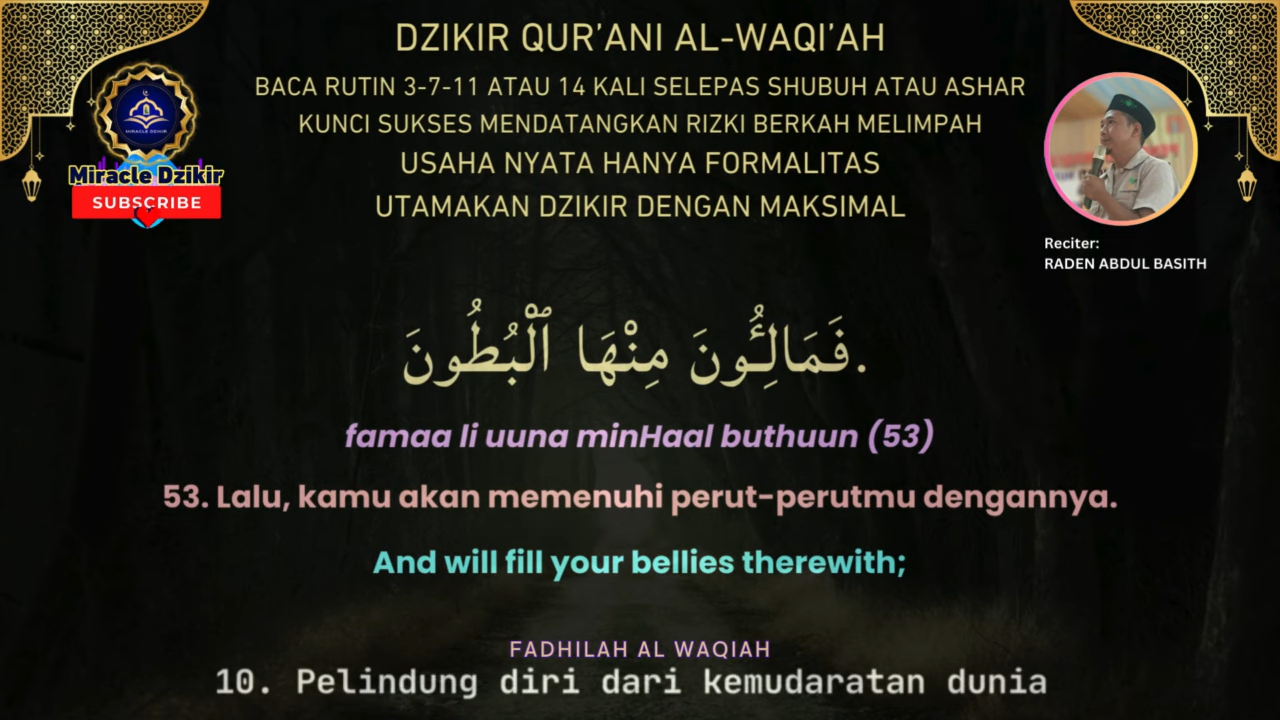 DZIKIR QUR’ANI AL-WAQI’AH
BACA RUTIN 3-7-11 ATAU 14 KALI SELEPAS SHUBUH ATAU ASHAR
KUNCI SUKSES MENDATANGKAN RIZKI BERKAH MELIMPAH
USAHA NYATA HANYA FORMALITAS
UTAMAKAN DZIKIR DENGAN MAKSIMAL
MIRACLE DZIKIR
Miracle Dzikir
SUBSCRIBE
Reciter:
RADEN ABDUL BASITH
فَمَالِـُٔونَ مِنْهَا ٱلْبُطُونَ.
famaa li uuna minHaal buthuun (53)
53. Lalu, kamu akan memenuhi perut-perutmu dengannya.
And will fill your bellies therewith;
FADHILAH AL WAQIAH
10. Pelindung diri dari kemudaratan dunia